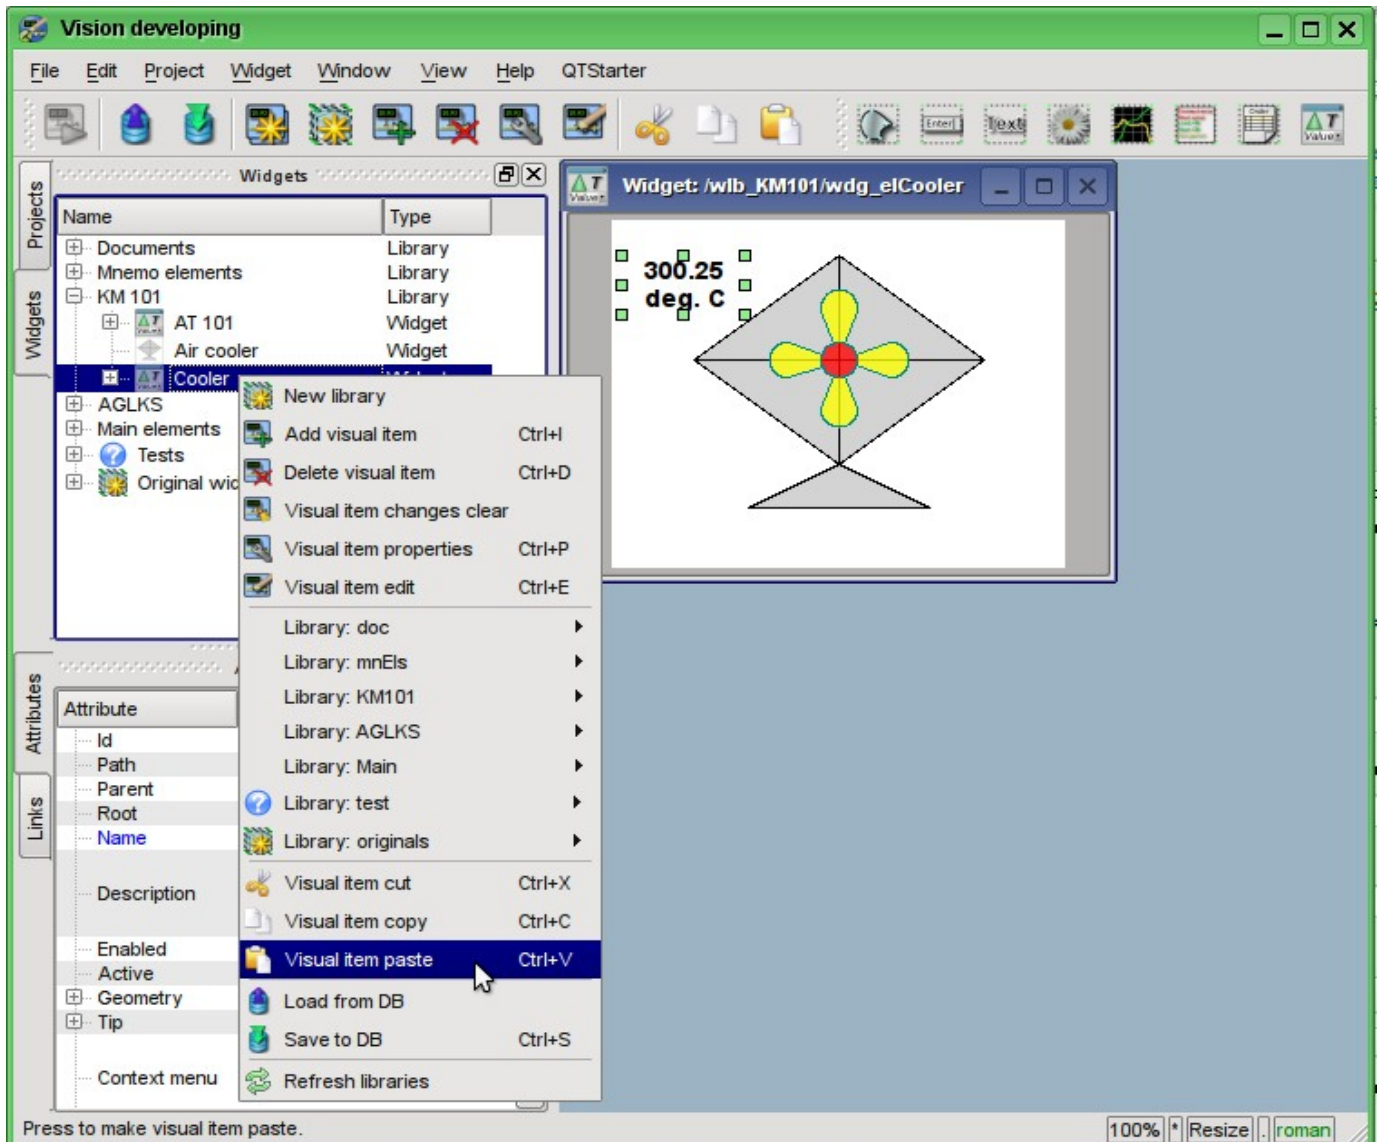 Vision developing
File Edit Project Widget Window View Help QTStarter
Enter[] Text ΔT Values
Projects
Widgets
Widgets
Name Type
Documents Library
Mnemo elements Library
KM 101 Library
AT 101 Widget
Air cooler Widget
Cooler
AGLKS
Main elements
Tests
Original wid
Widget: /wlb_KM101/wdg_elCooler
300.25
deg. C
New library
Add visual item Ctrl+I
Delete visual item Ctrl+D
Visual item changes clear
Visual item properties Ctrl+P
Visual item edit Ctrl+E
Library: doc
Library: mnEls
Library: KM101
Library: AGLKS
Library: Main
Library: test
Library: originals
Visual item cut Ctrl+X
Visual item copy Ctrl+C
Visual item paste Ctrl+V
Load from DB
Save to DB Ctrl+S
Refresh libraries
Attributes
Links
Attribute
Id
Path
Parent
Root
Name
Description
Enabled
Active
Geometry
Tip
Context menu
Press to make visual item paste.
100% * Resize . roman